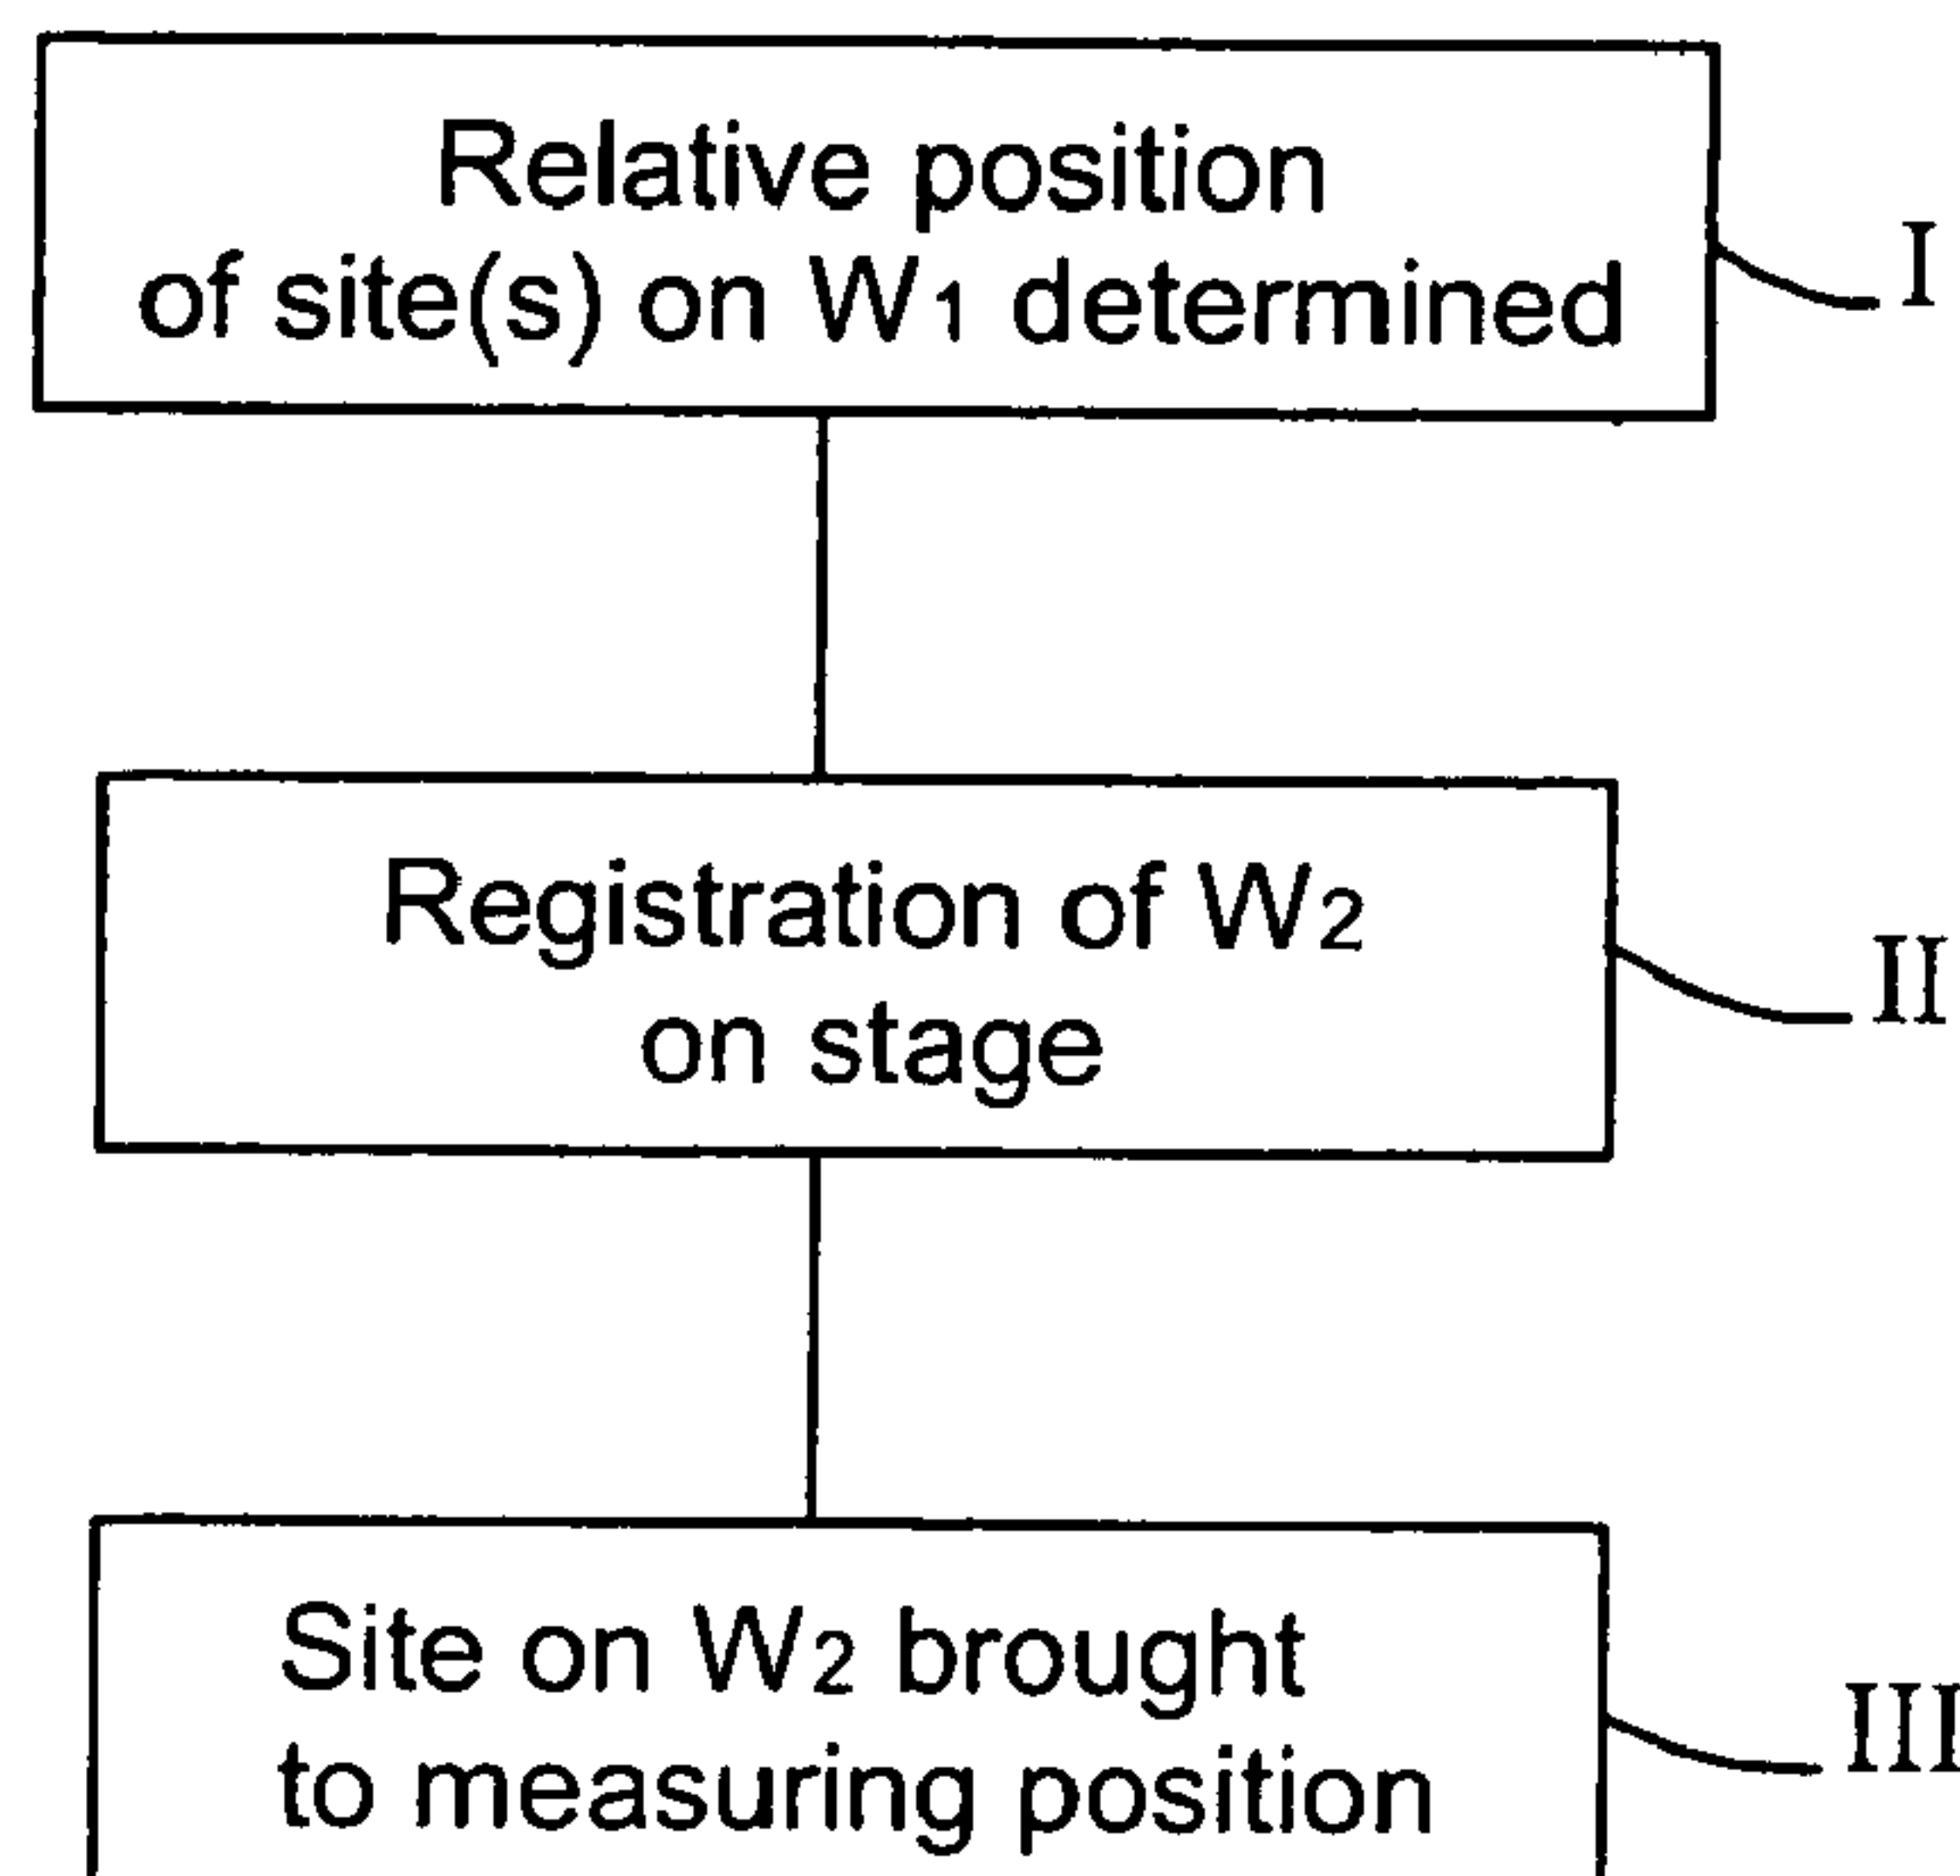 Relative position
of site(s) on W1 determined
I
Registration of W2
on stage
II
Site on W2 brought
to measuring position
III